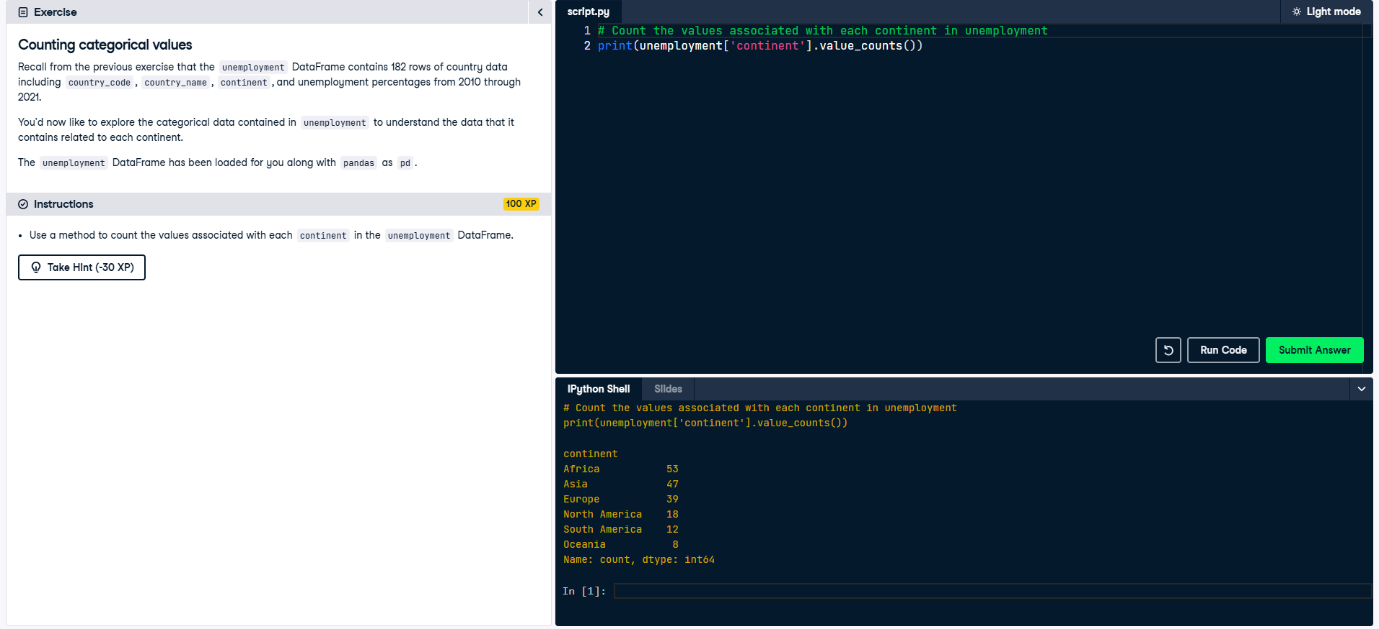 Exercise
Counting categorical values
Recall from the previous exercise that the unemployment DataFrame contains 182 rows of country data
including country_code , country_name , continent , and unemployment percentages from 2010 through
2021.
You'd now like to explore the categorical data contained in unemployment to understand the data that it
contains related to each continent.
The unemployment DataFrame has been loaded for you along with pandas as pd .
Instructions
100 XP
• Use a method to count the values associated with each continent in the unemployment DataFrame.
Take Hint (-30 XP)
script.py
Light mode
1 # Count the values associated with each continent in unemployment
2 print(unemployment['continent'].value_counts())
Run Code
Submit Answer
IPython Shell
Slides
# Count the values associated with each continent in unemployment
print(unemployment['continent'].value_counts())
continent
Africa 53
Asia 47
Europe 39
North America 18
South America 12
Oceania 8
Name: count, dtype: int64
In [1]: